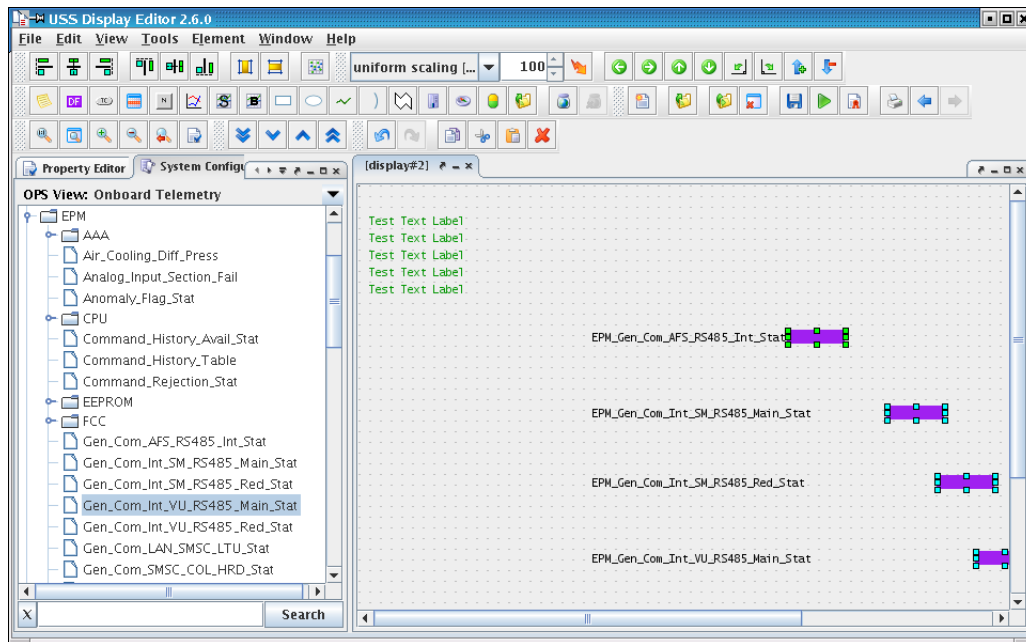 USS Display Editor 2.6.0
File Edit View Tools Element Window Help
uniform scaling [... 100
DF TC N S B
Property Editor System Configu
[display#2]
OPS View: Onboard Telemetry
EPM
AAA
Air_Cooling_Diff_Press
Analog_Input_Section_Fail
Anomaly_Flag_Stat
CPU
Command_History_Avail_Stat
Command_History_Table
Command_Rejection_Stat
EEPROM
FCC
Gen_Com_AFS_RS485_Int_Stat
Gen_Com_Int_SM_RS485_Main_Stat
Gen_Com_Int_SM_RS485_Red_Stat
Gen_Com_Int_VU_RS485_Main_Stat
Gen_Com_Int_VU_RS485_Red_Stat
Gen_Com_LAN_SMSC_LTU_Stat
Gen_Com_SMSC_COL_HRD_Stat
X Search
Test Text Label
Test Text Label
Test Text Label
Test Text Label
Test Text Label
EPM_Gen_Com_AFS_RS485_Int_Stat
EPM_Gen_Com_Int_SM_RS485_Main_Stat
EPM_Gen_Com_Int_SM_RS485_Red_Stat
EPM_Gen_Com_Int_VU_RS485_Main_Stat